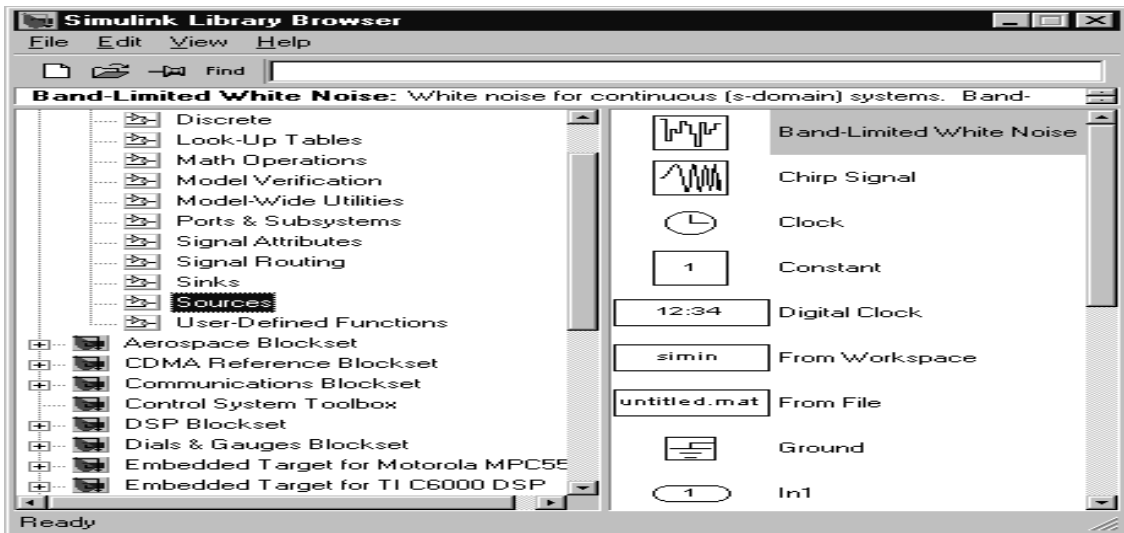 Simulink Library Browser
File Edit View Help
Find
Band-Limited White Noise: White noise for continuous (s-domain) systems. Band-
Discrete
Look-Up Tables
Math Operations
Model Verification
Model-Wide Utilities
Ports & Subsystems
Signal Attributes
Signal Routing
Sinks
Sources
User-Defined Functions
Aerospace Blockset
CDMA Reference Blockset
Communications Blockset
Control System Toolbox
DSP Blockset
Dials & Gauges Blockset
Embedded Target for Motorola MPC55
Embedded Target for TI C6000 DSP
Band-Limited White Noise
Chirp Signal
Clock
1 Constant
12:34 Digital Clock
simin From Workspace
untitled.mat From File
Ground
1 In1
Ready